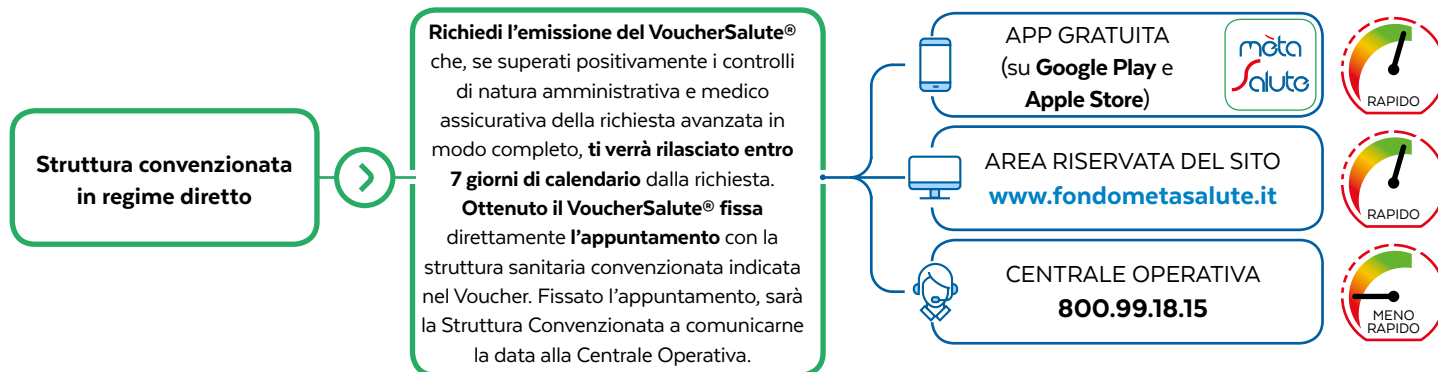 Struttura convenzionata
in regime diretto
Richiedi l'emissione del VoucherSalute®
che, se superati positivamente i controlli
di natura amministrativa e medico
assicurativa della richiesta avanzata in
modo completo, ti verrà rilasciato entro
7 giorni di calendario dalla richiesta.
Ottenuto il VoucherSalute® fissa
direttamente l'appuntamento con la
struttura sanitaria convenzionata indicata
nel Voucher. Fissato l'appuntamento, sarà
la Struttura Convenzionata a comunicarne
la data alla Centrale Operativa.
APP GRATUITA
(su Google Play e
Apple Store)
mèta
Salute
RAPIDO
AREA RISERVATA DEL SITO
www.fondometasalute.it
RAPIDO
CENTRALE OPERATIVA
800.99.18.15
MENO
RAPIDO